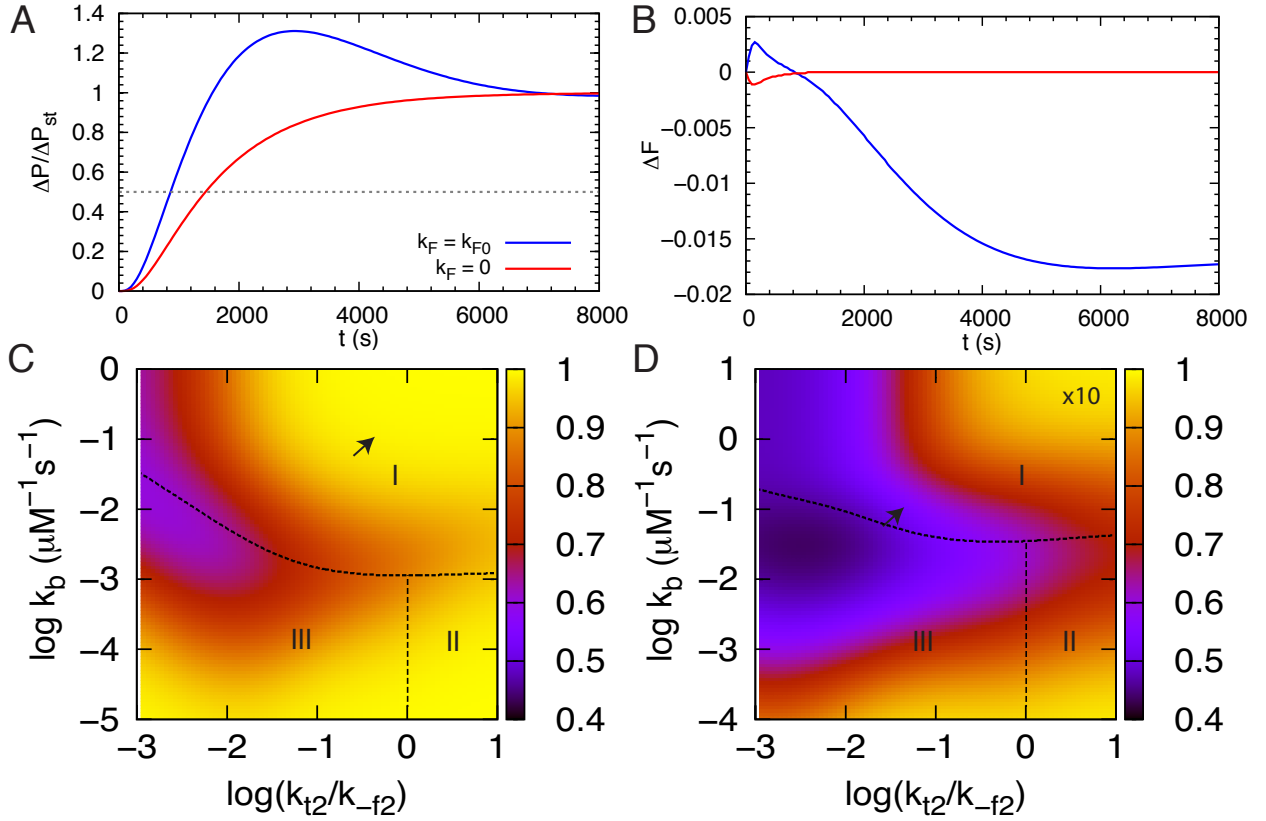 A
ΔP/ΔP_st
1.4
1.2
1
0.8
0.6
0.4
0.2
0
0 2000 4000 6000 8000
t (s)
k_F = k_F0
k_F = 0
B
ΔF
0.005
0
−0.005
−0.01
−0.015
−0.02
0 2000 4000 6000 8000
t (s)
C
log k_b (μM⁻¹s⁻¹)
0
−1
−2
−3
−4
−5
−3 −2 −1 0 1
log(k_t2/k_−f2)
I
III
II
1
0.9
0.8
0.7
0.6
0.5
0.4
D
log k_b (μM⁻¹s⁻¹)
1
0
−1
−2
−3
−4
−3 −2 −1 0 1
log(k_t2/k_−f2)
x10
I
III
II
1
0.9
0.8
0.7
0.6
0.5
0.4